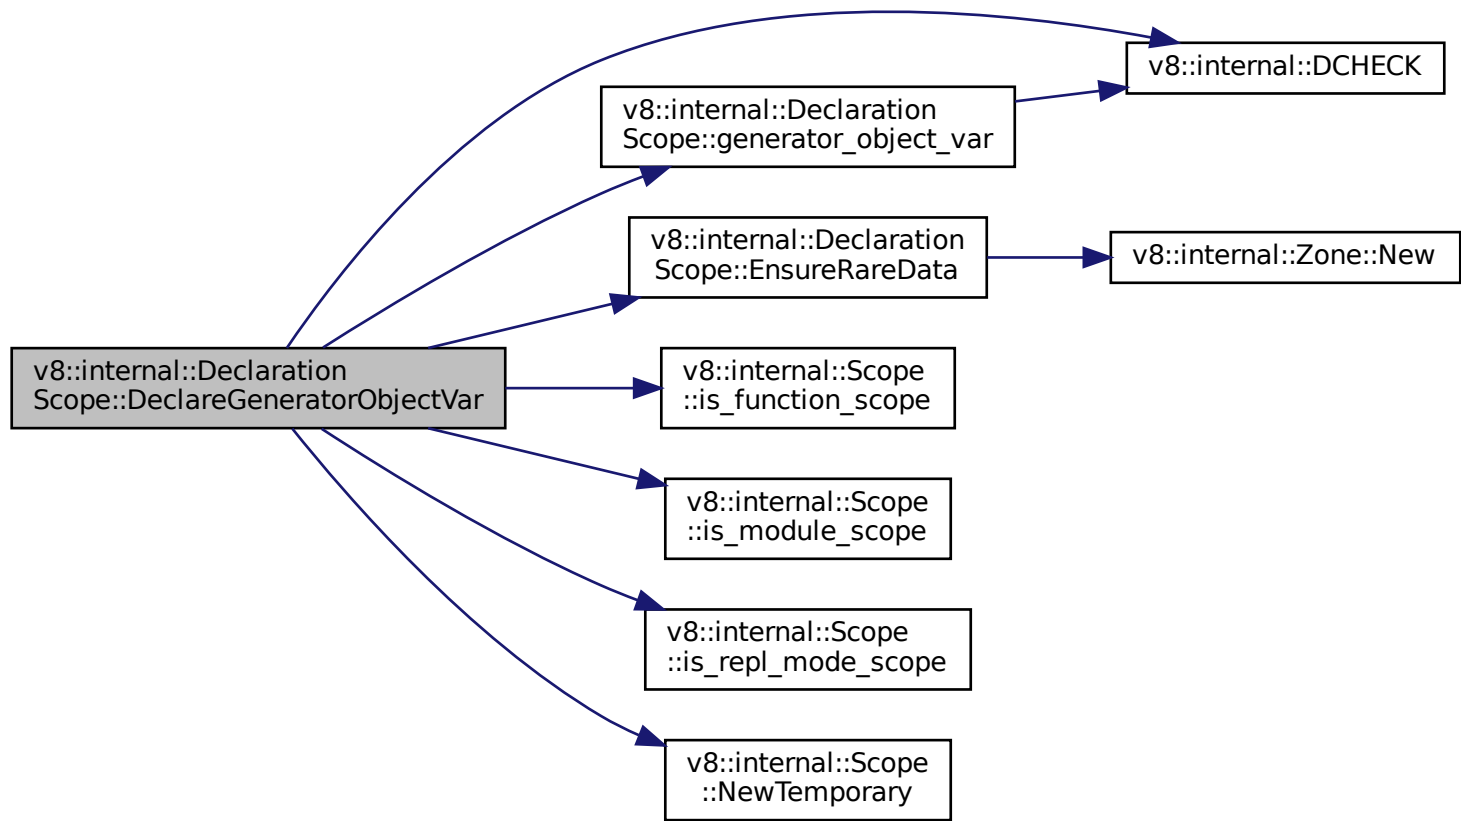 v8::internal::DCHECK
v8::internal::Declaration
Scope::generator_object_var
v8::internal::Declaration
Scope::EnsureRareData
v8::internal::Zone::New
v8::internal::Declaration
Scope::DeclareGeneratorObjectVar
v8::internal::Scope
::is_function_scope
v8::internal::Scope
::is_module_scope
v8::internal::Scope
::is_repl_mode_scope
v8::internal::Scope
::NewTemporary